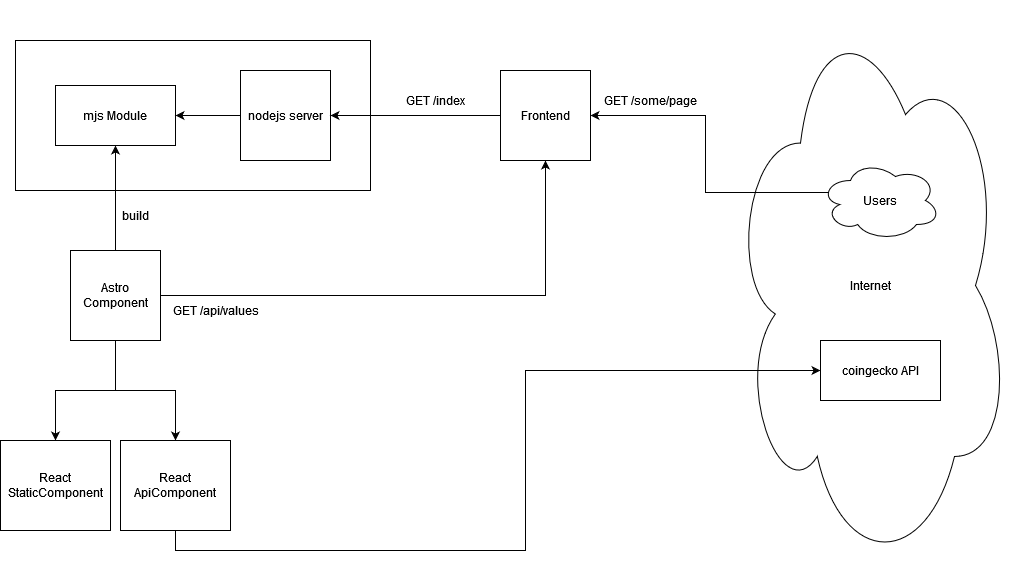 mjs Module
nodejs server
GET /index
Frontend
GET /some/page
Users
build
Internet
Astro
Component
GET /api/values
coingecko API
React
StaticComponent
React
ApiComponent